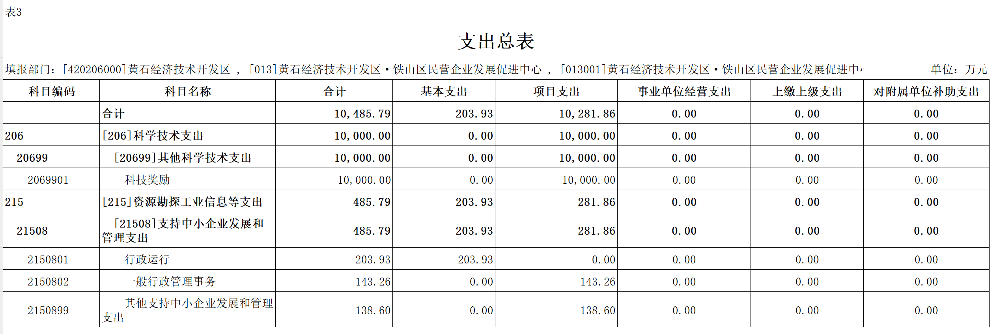 表3
支出总表
填报部门：[420206000]黄石经济技术开发区 , [013]黄石经济技术开发区·铁山区民营企业发展促进中心 , [013001]黄石经济技术开发区·铁山区民营企业发展促进中 单位：万元
科目编码 科目名称 合计 基本支出 项目支出 事业单位经营支出 上缴上级支出 对附属单位补助支出
合计 10,485.79 203.93 10,281.86 0.00 0.00 0.00
206 [206]科学技术支出 10,000.00 0.00 10,000.00 0.00 0.00 0.00
20699 [20699]其他科学技术支出 10,000.00 0.00 10,000.00 0.00 0.00 0.00
2069901 科技奖励 10,000.00 0.00 10,000.00 0.00 0.00 0.00
215 [215]资源勘探工业信息等支出 485.79 203.93 281.86 0.00 0.00 0.00
21508 [21508]支持中小企业发展和
管理支出 485.79 203.93 281.86 0.00 0.00 0.00
2150801 行政运行 203.93 203.93 0.00 0.00 0.00 0.00
2150802 一般行政管理事务 143.26 0.00 143.26 0.00 0.00 0.00
2150899 其他支持中小企业发展和管理
支出 138.60 0.00 138.60 0.00 0.00 0.00